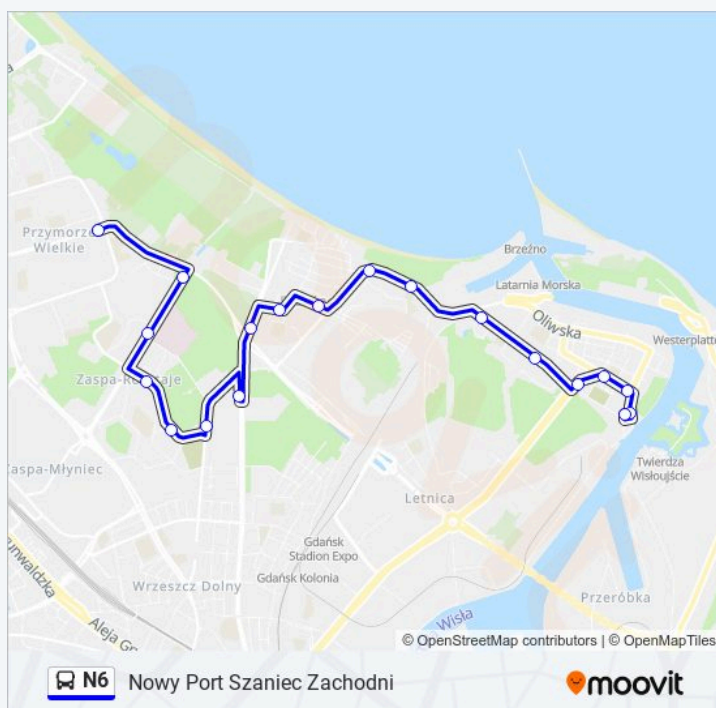 Przymorze
Wielkie
Brzeźno
Latarnia Morska
Oliwska
Westerplatte
Zaspa-Rozstaje
Twierdza
Wisłoujście
Zaspa-Młyniec
Letnica
Gdańsk
Stadion Expo
Gdańsk Kolonia
Wrzeszcz Dolny
Przeróbka
Wisła
© OpenStreetMap contributors | © OpenMapTiles
N6 Nowy Port Szaniec Zachodni
moovit